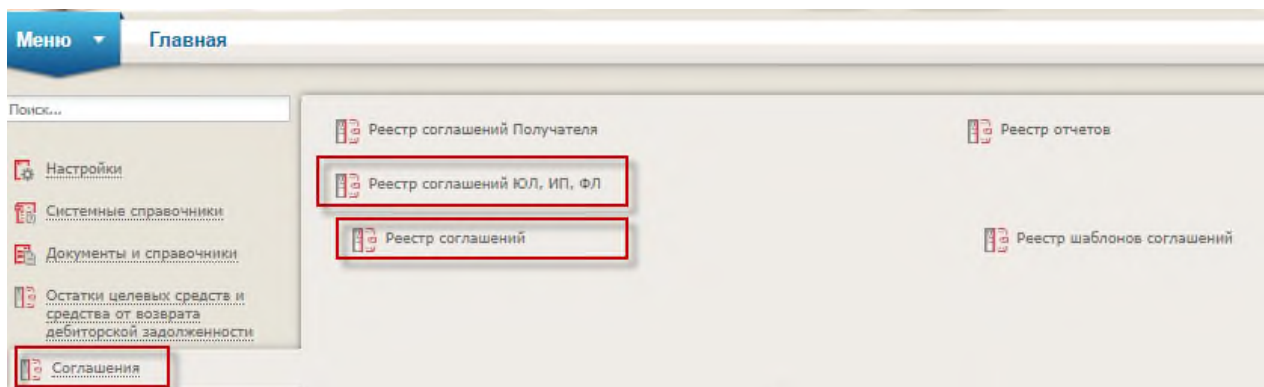 Меню
Главная
Поиск...
Настройки
Системные справочники
Документы и справочники
Остатки целевых средств и
средства от возврата
дебиторской задолженности
Соглашения
Реестр соглашений Получателя
Реестр отчетов
Реестр соглашений ЮЛ, ИП, ФЛ
Реестр соглашений
Реестр шаблонов соглашений